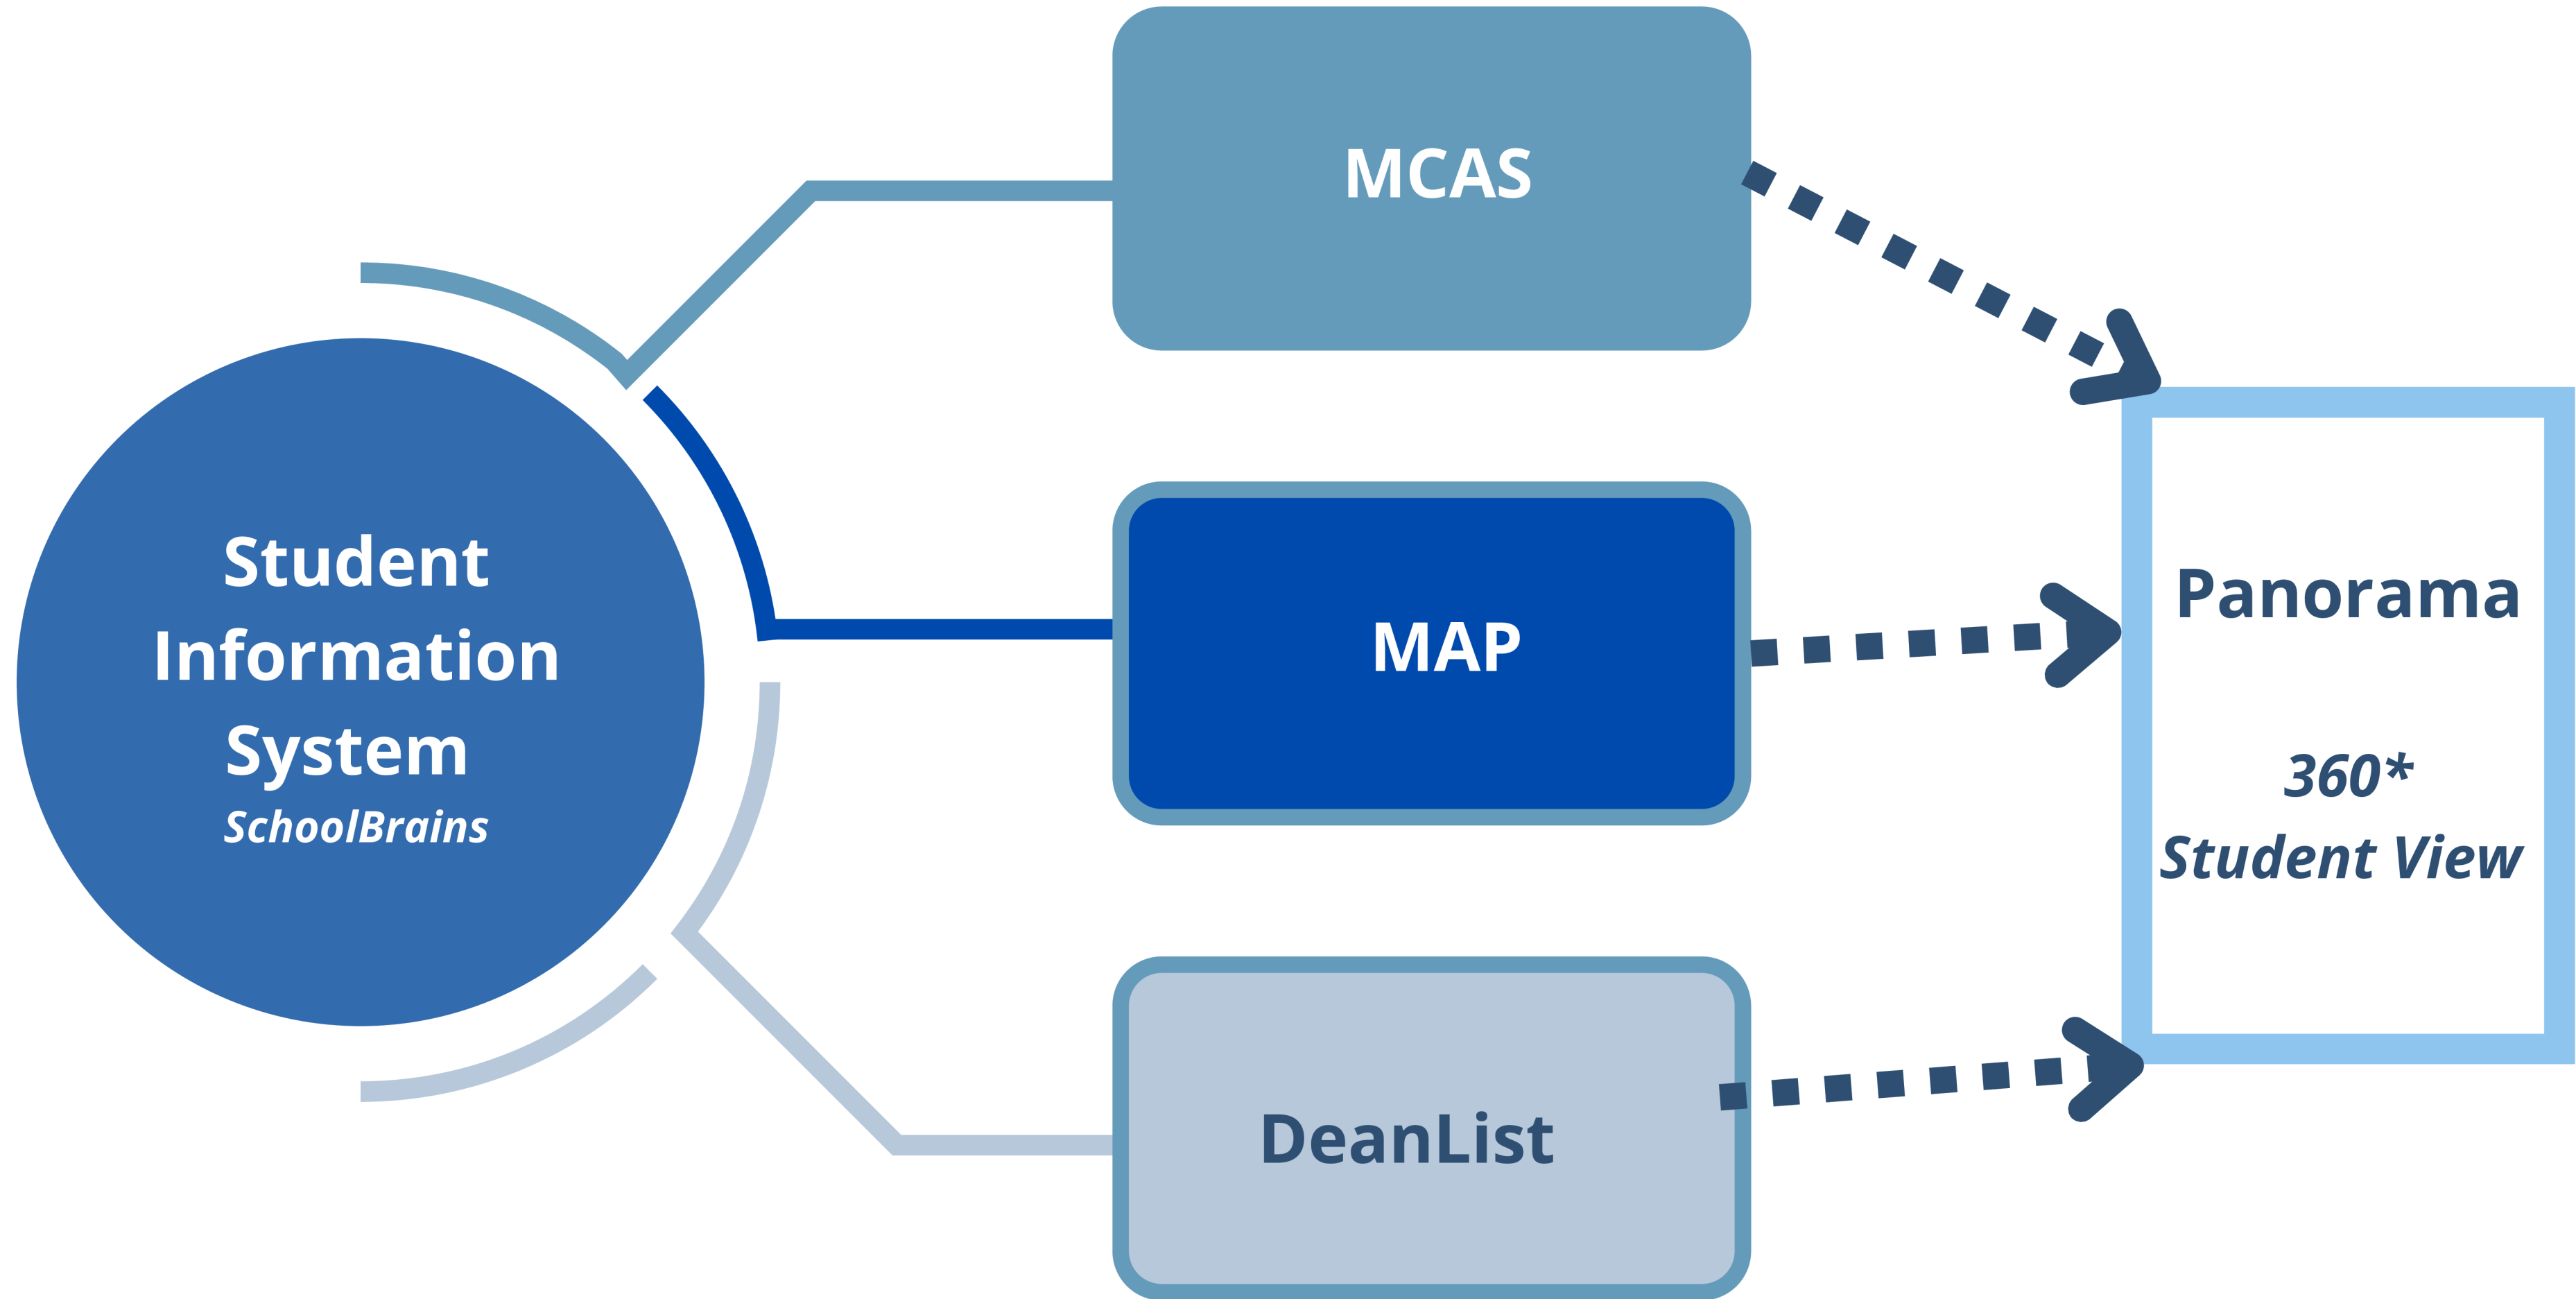 MCAS
Student
Information
System
SchoolBrains
MAP
Panorama
360*
Student View
DeanList